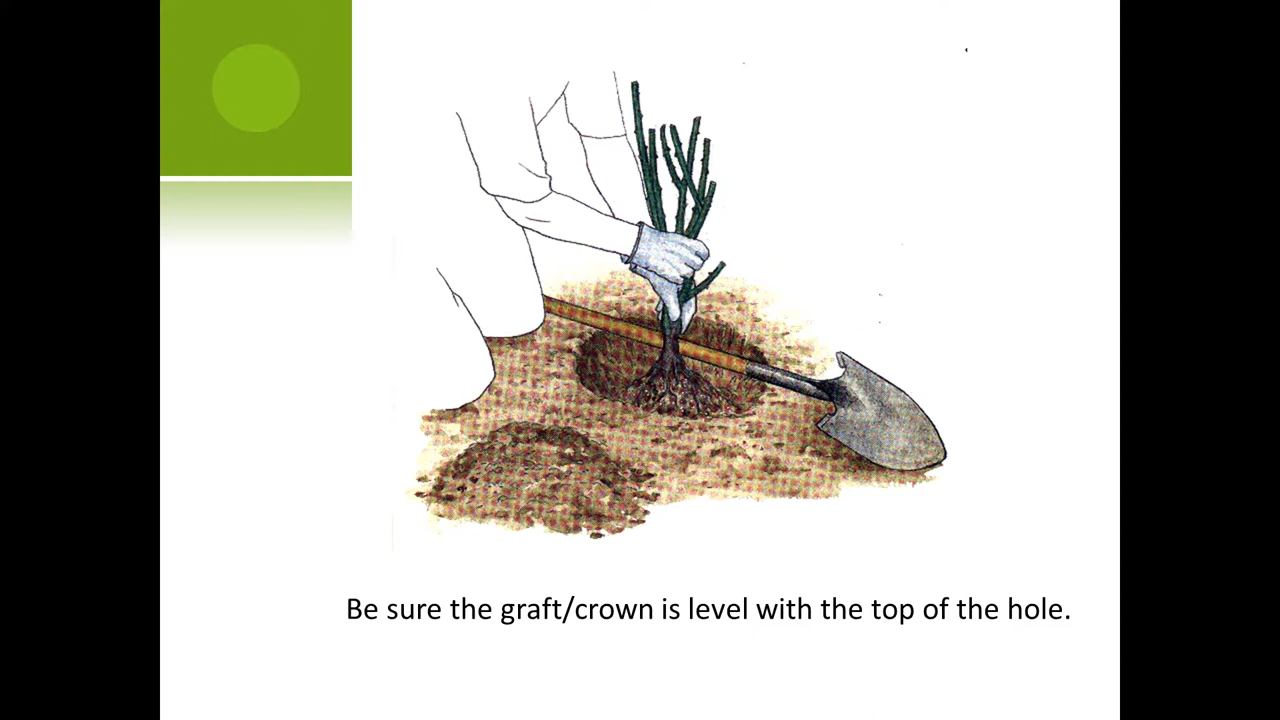 Be sure the graft/crown is level with the top of the hole.